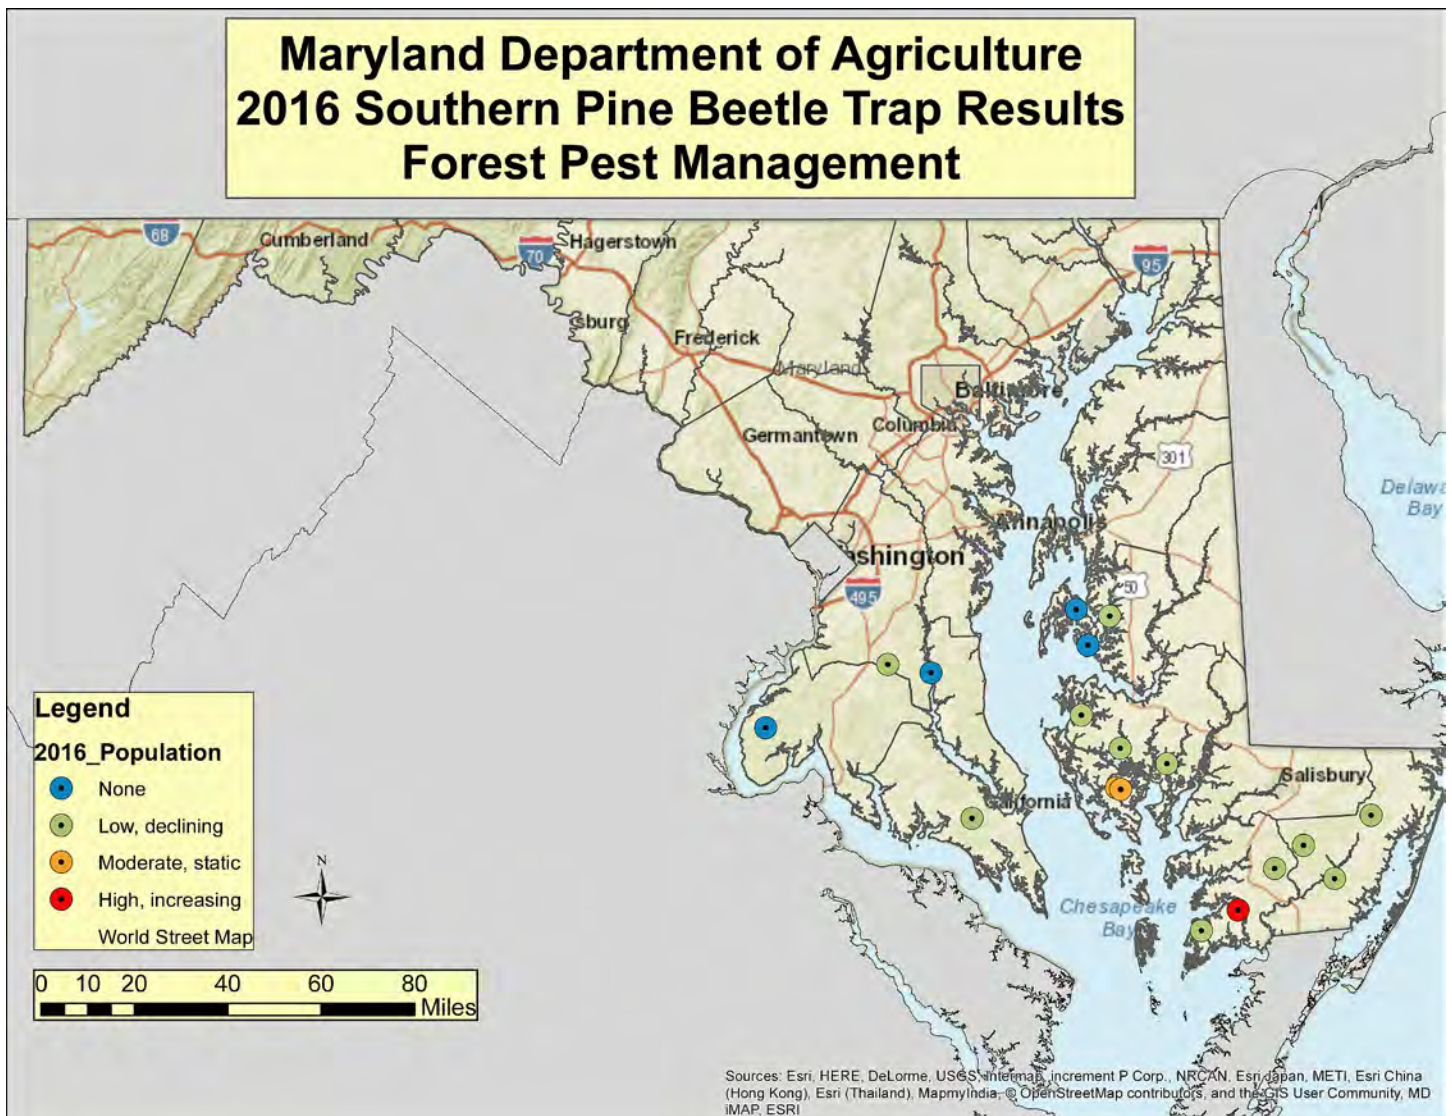 Maryland Department of Agriculture
2016 Southern Pine Beetle Trap Results
Forest Pest Management
68
Cumberland
70
Hagerstown
95
sburg
Frederick
Maryland
Baltimore
Columbia
Germantown
301
Delawa
Bay
Annapolis
ashington
50
495
Legend
2016_Population
None
Low, declining
Moderate, static
High, increasing
World Street Map
N
0 10 20 40 60 80
Miles
Salisbury
California
Chesapeake
Bay
Sources: Esri, HERE, DeLorme, USGS, Intermap, increment P Corp., NRCAN, Esri Japan, METI, Esri China
(Hong Kong), Esri (Thailand), MapmyIndia, © OpenStreetMap contributors, and the GIS User Community, MD
iMAP, ESRI